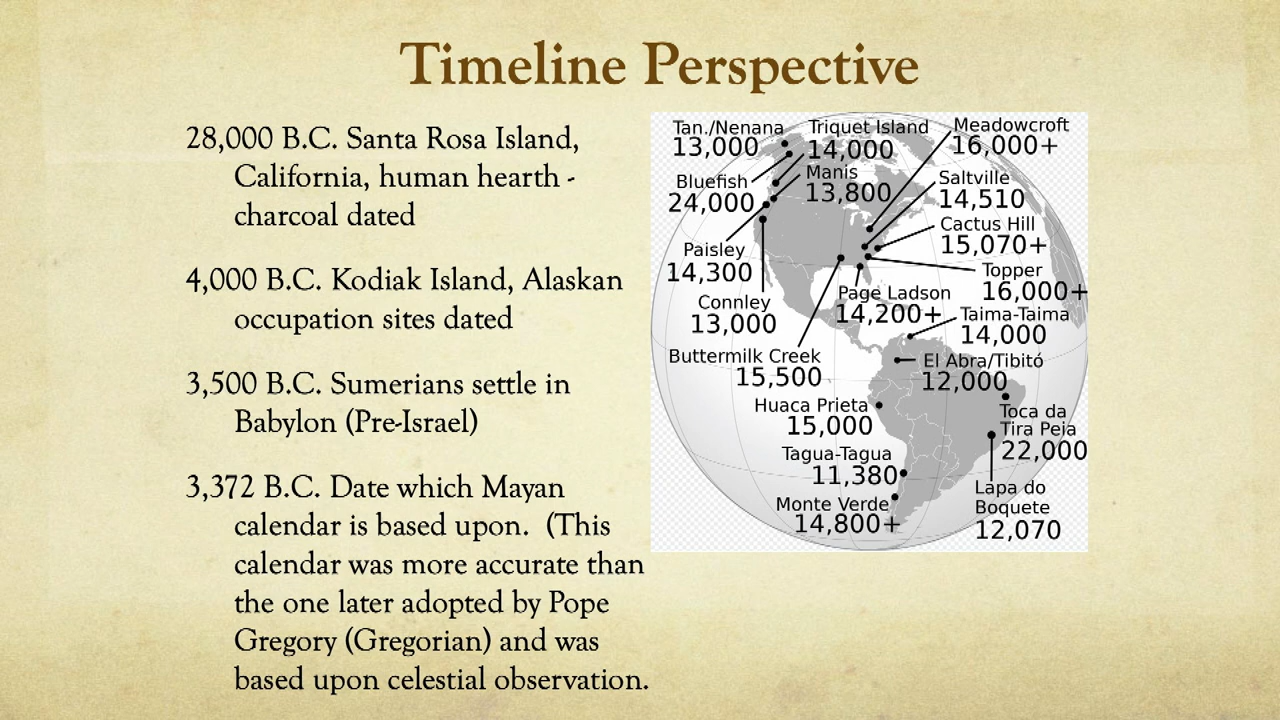 Timeline Perspective
28,000 B.C. Santa Rosa Island,
California, human hearth -
charcoal dated
4,000 B.C. Kodiak Island, Alaskan
occupation sites dated
3,500 B.C. Sumerians settle in
Babylon (Pre-Israel)
3,372 B.C. Date which Mayan
calendar is based upon.  (This
calendar was more accurate than
the one later adopted by Pope
Gregory (Gregorian) and was
based upon celestial observation.
Tan./Nenana
13,000
Triquet Island
14,000
Meadowcroft
16,000+
Bluefish
24,000
Manis
13,800
Saltville
14,510
Cactus Hill
15,070+
Paisley
14,300
Topper
16,000+
Connley
13,000
Page Ladson
14,200+
Taima-Taima
14,000
Buttermilk Creek
15,500
El Abra/Tibitó
12,000
Huaca Prieta
15,000
Toca da
Tira Peia
22,000
Tagua-Tagua
11,380
Monte Verde
14,800+
Lapa do
Boquete
12,070